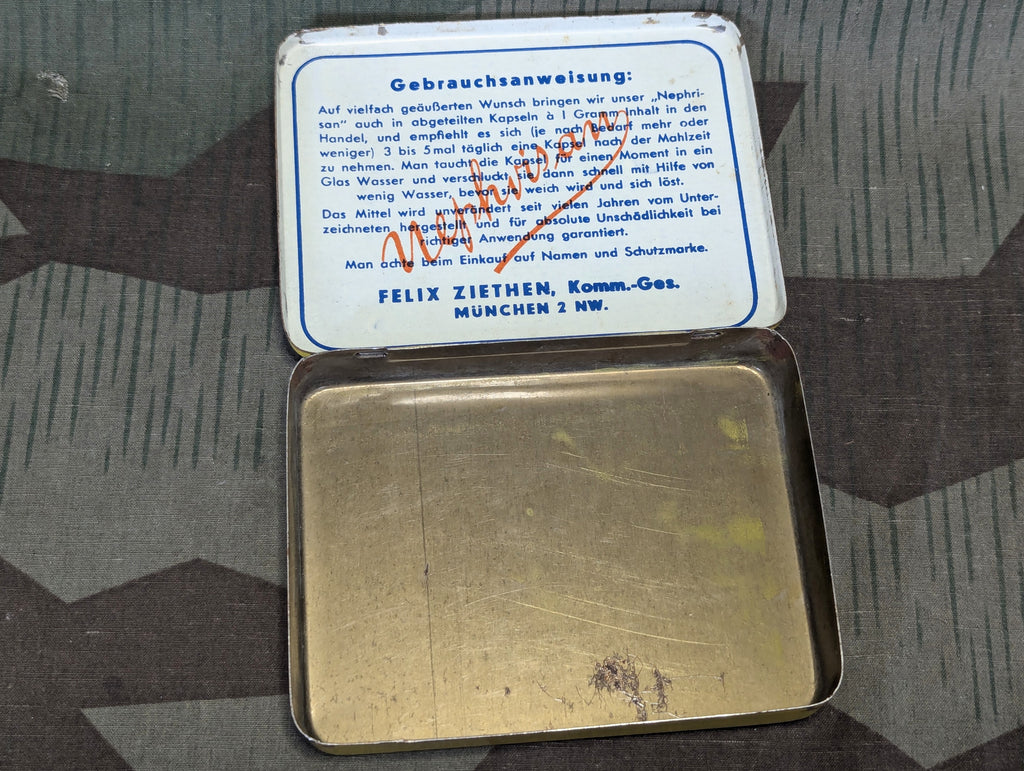 Gebrauchsanweisung:
Auf vielfach geäußerten Wunsch bringen wir unser „Nephri-
san“ auch in abgeteilten Kapseln à 1 Gramm Inhalt in den
Handel, und empfiehlt es sich (je nach Bedarf mehr oder
weniger) 3 bis 5mal täglich eine Kapsel nach der Mahlzeit
zu nehmen. Man taucht die Kapsel für einen Moment in ein
Glas Wasser und verschluckt sie dann schnell mit Hilfe von
wenig Wasser, bevor sie weich wird und sich löst.
Das Mittel wird unverändert seit vielen Jahren vom Unter-
zeichneten hergestellt und für absolute Unschädlichkeit bei
richtiger Anwendung garantiert.
Man achte beim Einkauf auf Namen und Schutzmarke.
FELIX ZIETHEN, Komm.-Ges.
MÜNCHEN 2 NW.
Nephrisan